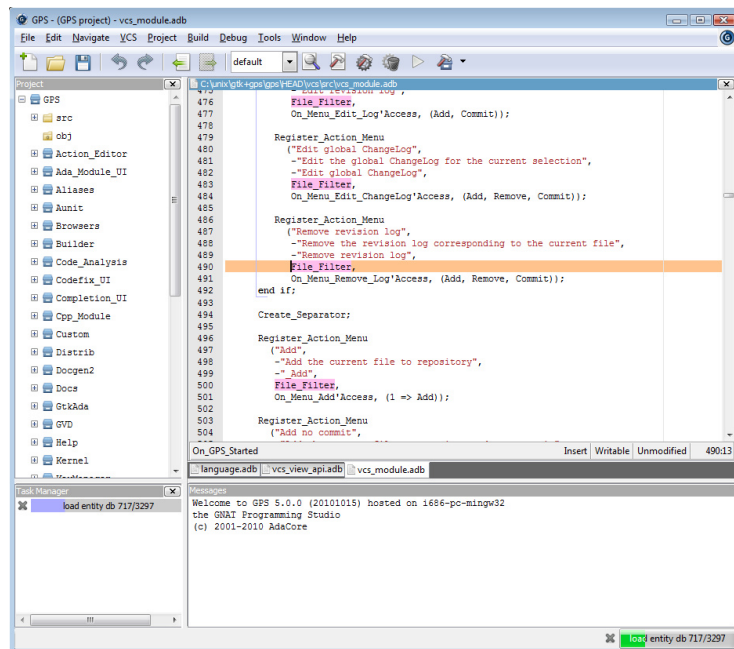 GPS - (GPS project) - vcs_module.adb
File Edit Navigate VCS Project Build Debug Tools Window Help
default
Project
GPS
src
obj
Action_Editor
Ada_Module_UI
Aliases
Aunit
Browsers
Builder
Code_Analysis
Codefix_UI
Completion_UI
Cpp_Module
Custom
Distrib
Docgen2
Docs
GtkAda
GVD
Help
Kernel
C:\unix\gtk+gps\gps\HEAD\vcs\src\vcs_module.adb
475 -"Edit revision log",
476 File_Filter,
477 On_Menu_Edit_Log'Access, (Add, Commit));
478
479 Register_Action_Menu
480 ("Edit global ChangeLog",
481 -"Edit the global ChangeLog for the current selection",
482 -"Edit global ChangeLog",
483 File_Filter,
484 On_Menu_Edit_ChangeLog'Access, (Add, Remove, Commit));
485
486 Register_Action_Menu
487 ("Remove revision log",
488 -"Remove the revision log corresponding to the current file",
489 -"Remove revision log",
490 File_Filter,
491 On_Menu_Remove_Log'Access, (Add, Remove, Commit));
492 end if;
493
494 Create_Separator;
495
496 Register_Action_Menu
497 ("Add",
498 -"Add the current file to repository",
499 -"_Add",
500 File_Filter,
501 On_Menu_Add'Access, (1 => Add));
502
503 Register_Action_Menu
504 ("Add no commit",
On_GPS_Started Insert Writable Unmodified 490:13
language.adb vcs_view_api.adb vcs_module.adb
Task Manager
load entity db 717/3297
Messages
Welcome to GPS 5.0.0 (20101015) hosted on i686-pc-mingw32
the GNAT Programming Studio
(c) 2001-2010 AdaCore
load entity db 717/3297